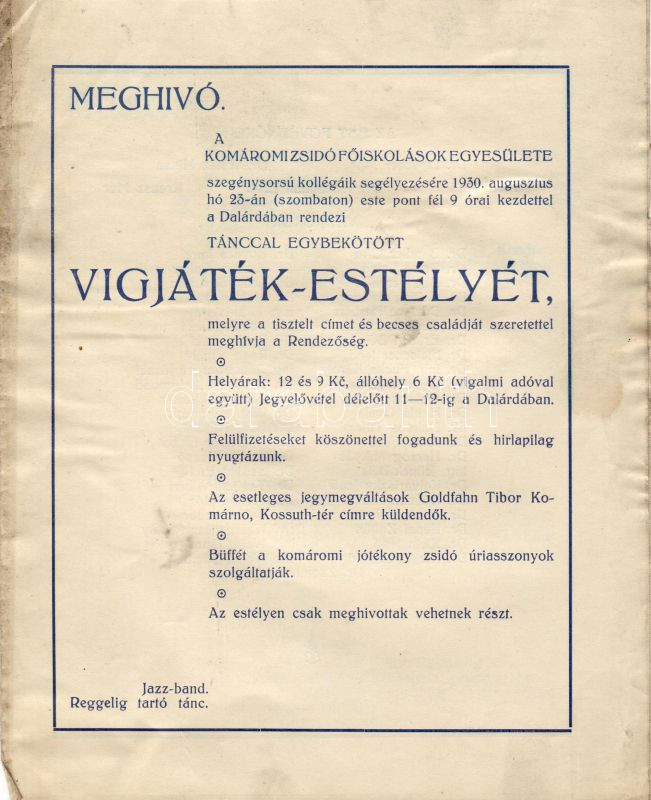 MEGHIVÓ.
A
KOMÁROMI ZSIDÓ FŐISKOLÁSOK EGYESÜLETE
szegénysorsú kollégáik segélyezésére 1930. augusztus
hó 23-án (szombaton) este pont fél 9 órai kezdettel
a Dalárdában rendezi
TÁNCCAL EGYBEKÖTÖTT
VIGJÁTÉK-ESTÉLYÉT,
melyre a tisztelt címet és becses családját szeretettel
meghívja a Rendezőség.
Helyárak: 12 és 9 Kč, állóhely 6 Kč (vigalmi adóval
együtt) Jegyelővétel délelőtt 11—12-ig a Dalárdában.
darabanth
Felülfizetéseket köszönettel fogadunk és hirlapilag
nyugtázunk.
Az esetleges jegymegváltások Goldfahn Tibor Ko-
márno, Kossuth-tér címre küldendők.
Büffét a komáromi jótékony zsidó úriasszonyok
szolgáltatják.
Az estélyen csak meghivottak vehetnek részt.
Jazz-band.
Reggelig tartó tánc.